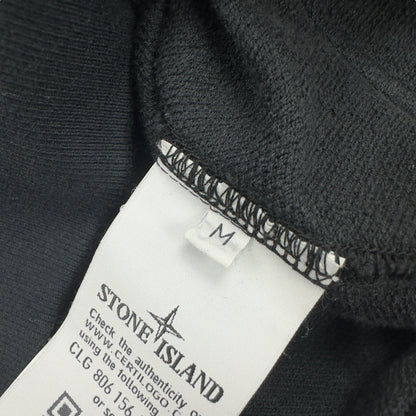 M
STONE ISLAND
Check the authenticity
WWW.CERTILOGO
using the following
CLG 806 156